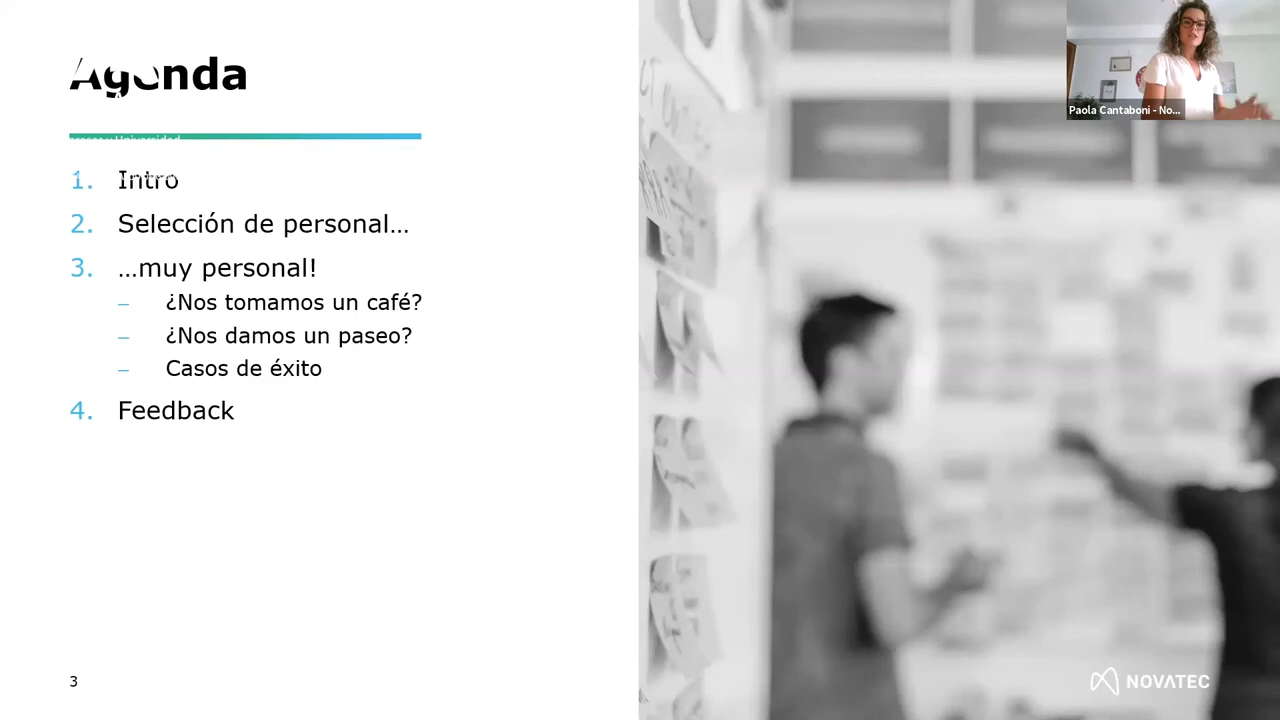 Agenda
1. Intro
2. Selección de personal…
3. …muy personal!
– ¿Nos tomamos un café?
– ¿Nos damos un paseo?
– Casos de éxito
4. Feedback
3
Paola Cantaboni - No...
NOVATEC